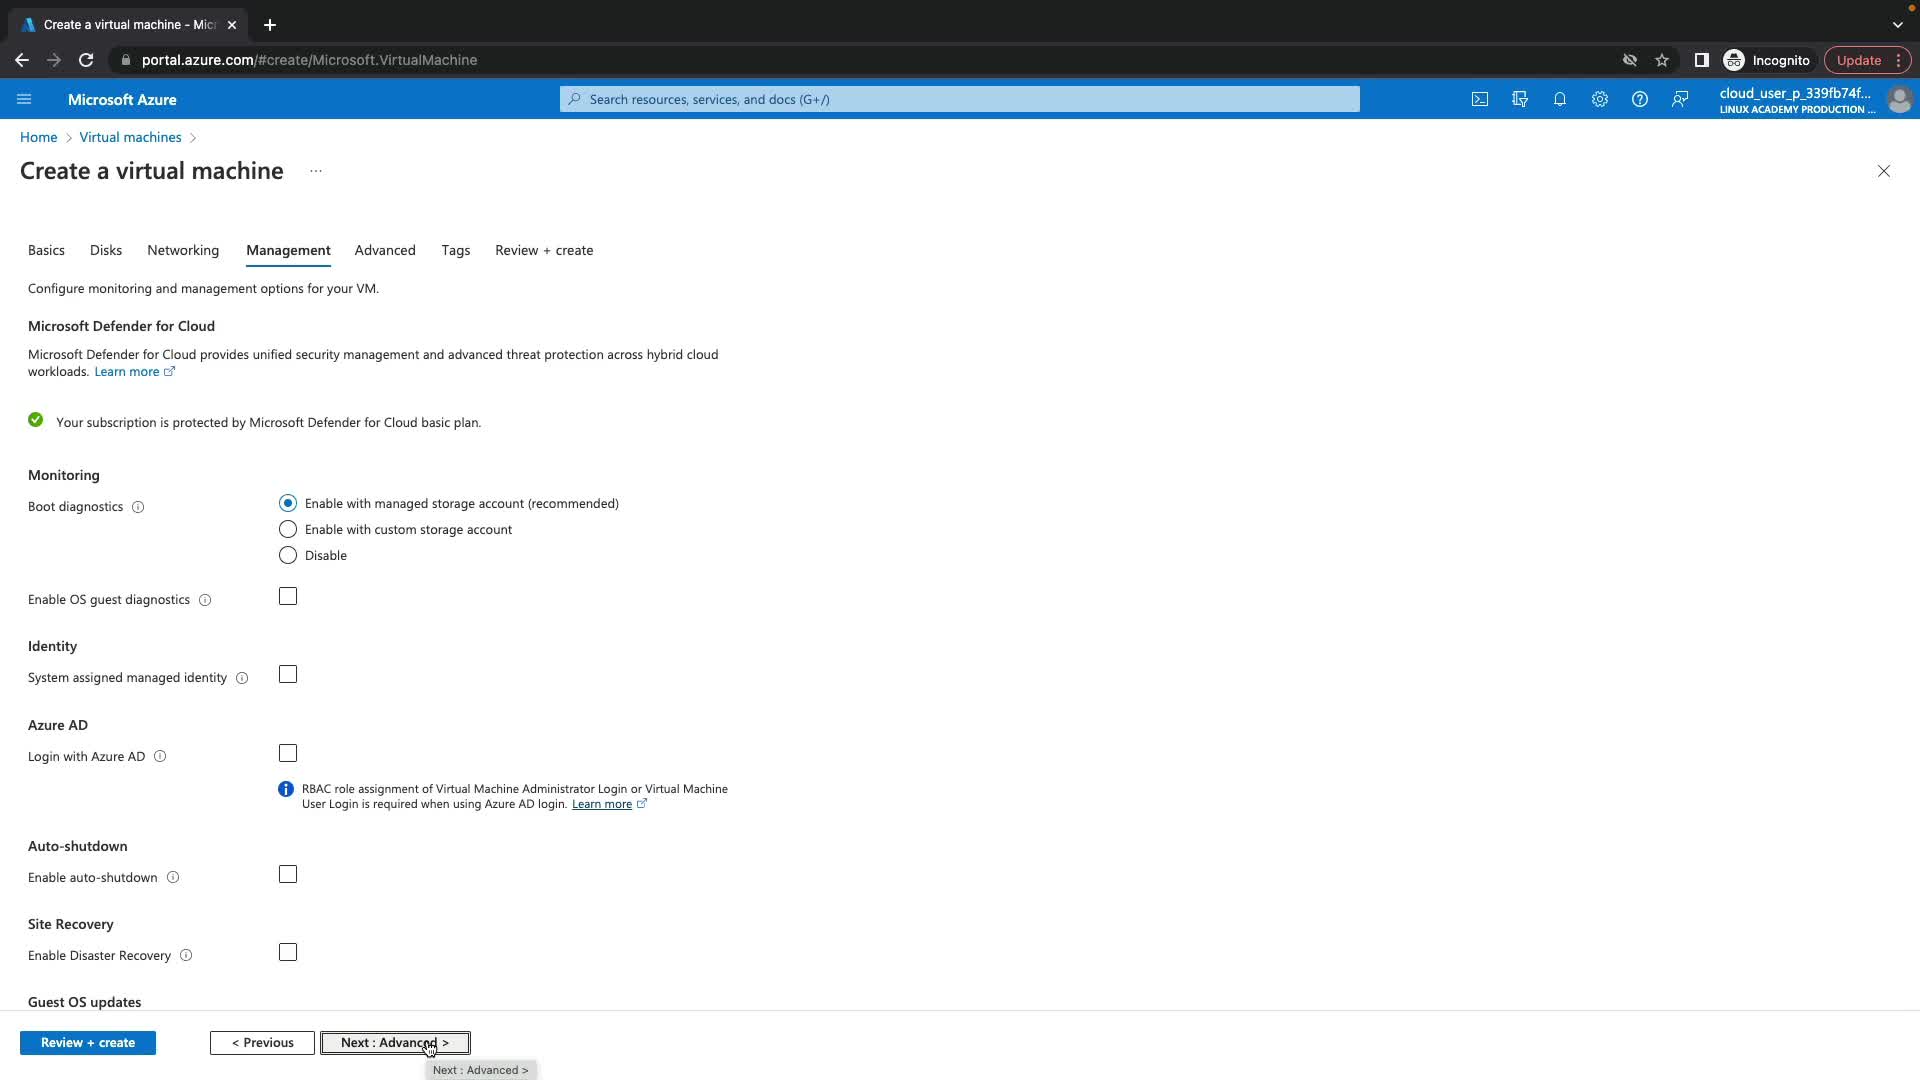 Create a virtual machine - Mic
portal.azure.com/#create/Microsoft.VirtualMachine
Incognito
Update
Microsoft Azure
Search resources, services, and docs (G+/)
cloud_user_p_339fb74f...
LINUX ACADEMY PRODUCTION ...
Home > Virtual machines >
Create a virtual machine ...
Basics Disks Networking Management Advanced Tags Review + create
Configure monitoring and management options for your VM.
Microsoft Defender for Cloud
Microsoft Defender for Cloud provides unified security management and advanced threat protection across hybrid cloud
workloads. Learn more
Your subscription is protected by Microsoft Defender for Cloud basic plan.
Monitoring
Boot diagnostics
Enable with managed storage account (recommended)
Enable with custom storage account
Disable
Enable OS guest diagnostics
Identity
System assigned managed identity
Azure AD
Login with Azure AD
RBAC role assignment of Virtual Machine Administrator Login or Virtual Machine
User Login is required when using Azure AD login. Learn more
Auto-shutdown
Enable auto-shutdown
Site Recovery
Enable Disaster Recovery
Guest OS updates
Review + create
< Previous
Next : Advanced >
Next : Advanced >